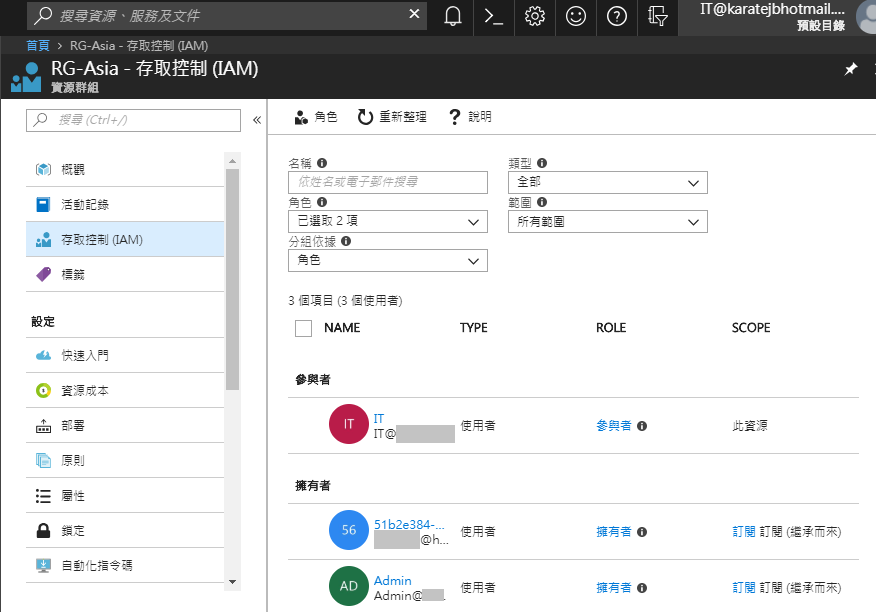 搜尋資源、服務及文件
IT@karatejbhotmail....
預設目錄
首頁 > RG-Asia - 存取控制 (IAM)
RG-Asia - 存取控制 (IAM)
資源群組
搜尋 (Ctrl+/)
概觀
活動記錄
存取控制 (IAM)
標籤
設定
快速入門
資源成本
部署
原則
屬性
鎖定
自動化指令碼
角色 重新整理 說明
名稱 類型
依姓名或電子郵件搜尋 全部
角色 範圍
已選取 2 項 所有範圍
分組依據
角色
3 個項目 (3 個使用者)
NAME TYPE ROLE SCOPE
參與者
IT IT
IT@ 使用者 參與者 此資源
擁有者
56 51b2e384-...
@h... 使用者 擁有者 訂閱 訂閱 (繼承而來)
AD Admin
Admin@ . 使用者 擁有者 訂閱 訂閱 (繼承而來)